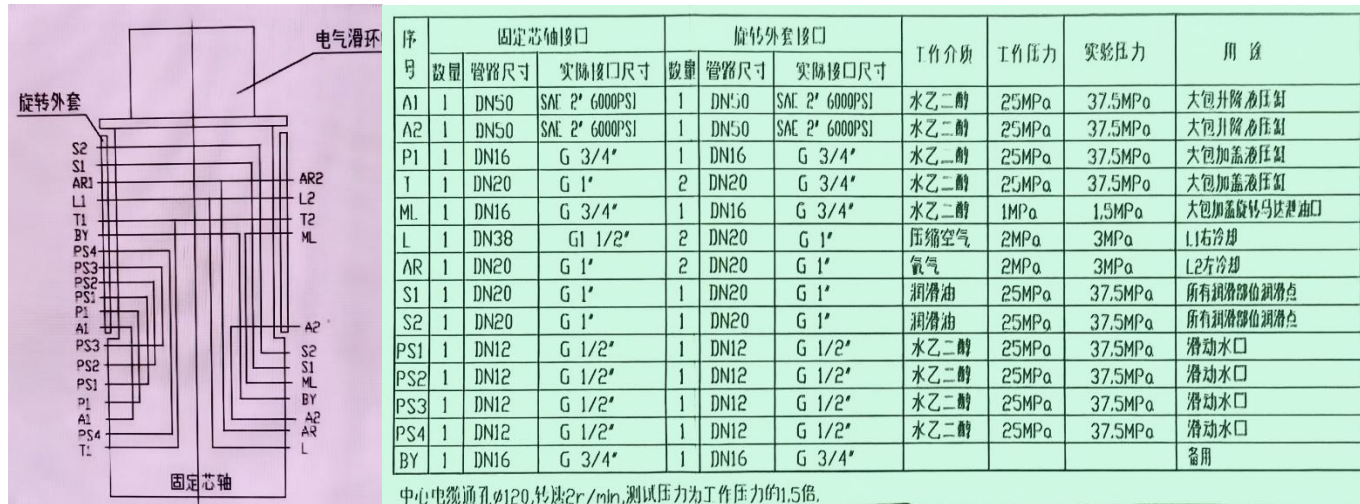 电气滑环
旋转外套
S2
S1
AR1
L1
T1
BY
PS4
PS3
PS2
PS1
P1
A1
PS3
PS2
PS1
P1
A1
PS4
T1
AR2
L2
T2
ML
A2
S2
S1
ML
BY
A2
AR
L
固定芯轴
序号 固定芯轴接口 旋转外套接口 工作介质 工作压力 实验压力 用途
数量 管路尺寸 实际接口尺寸 数量 管路尺寸 实际接口尺寸
A1 1 DN50 SAE 2" 6000PSI 1 DN50 SAE 2" 6000PSI 水乙二醇 25MPa 37.5MPa 大包升降液压缸
A2 1 DN50 SAE 2" 6000PSI 1 DN50 SAE 2" 6000PSI 水乙二醇 25MPa 37.5MPa 大包升降液压缸
P1 1 DN16 G 3/4" 1 DN16 G 3/4" 水乙二醇 25MPa 37.5MPa 大包加盖液压缸
T 1 DN20 G 1" 2 DN20 G 3/4" 水乙二醇 25MPa 37.5MPa 大包加盖液压缸
ML 1 DN16 G 3/4" 1 DN16 G 3/4" 水乙二醇 1MPa 1.5MPa 大包加盖旋转马达泄油口
L 1 DN38 G1 1/2" 2 DN20 G 1" 压缩空气 2MPa 3MPa L1右冷却
AR 1 DN20 G 1" 2 DN20 G 1" 氩气 2MPa 3MPa L2左冷却
S1 1 DN20 G 1" 1 DN20 G 1" 润滑油 25MPa 37.5MPa 所有润滑部位润滑点
S2 1 DN20 G 1" 1 DN20 G 1" 润滑油 25MPa 37.5MPa 所有润滑部位润滑点
PS1 1 DN12 G 1/2" 1 DN12 G 1/2" 水乙二醇 25MPa 37.5MPa 滑动水口
PS2 1 DN12 G 1/2" 1 DN12 G 1/2" 水乙二醇 25MPa 37.5MPa 滑动水口
PS3 1 DN12 G 1/2" 1 DN12 G 1/2" 水乙二醇 25MPa 37.5MPa 滑动水口
PS4 1 DN12 G 1/2" 1 DN12 G 1/2" 水乙二醇 25MPa 37.5MPa 滑动水口
BY 1 DN16 G 3/4" 1 DN16 G 3/4" 备用
中心电缆通孔ø120,转速2r/min,测试压力为工作压力的1.5倍.